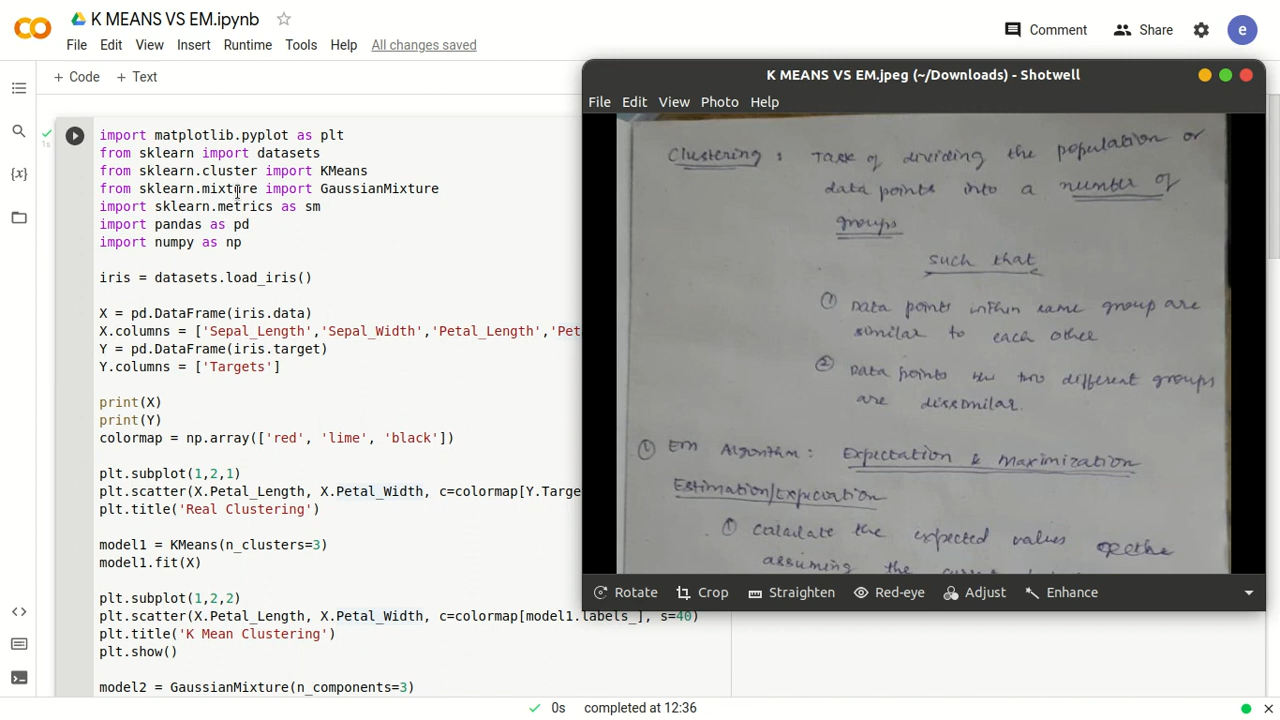 K MEANS VS EM.ipynb
File Edit View Insert Runtime Tools Help All changes saved
Comment Share e
+ Code + Text
import matplotlib.pyplot as plt
from sklearn import datasets
from sklearn.cluster import KMeans
from sklearn.mixture import GaussianMixture
import sklearn.metrics as sm
import pandas as pd
import numpy as np
iris = datasets.load_iris()
X = pd.DataFrame(iris.data)
X.columns = ['Sepal_Length','Sepal_Width','Petal_Length','Pet
Y = pd.DataFrame(iris.target)
Y.columns = ['Targets']
print(X)
print(Y)
colormap = np.array(['red', 'lime', 'black'])
plt.subplot(1,2,1)
plt.scatter(X.Petal_Length, X.Petal_Width, c=colormap[Y.Targe
plt.title('Real Clustering')
model1 = KMeans(n_clusters=3)
model1.fit(X)
plt.subplot(1,2,2)
plt.scatter(X.Petal_Length, X.Petal_Width, c=colormap[model1.labels_], s=40)
plt.title('K Mean Clustering')
plt.show()
model2 = GaussianMixture(n_components=3)
1s
{x}
0s completed at 12:36
K MEANS VS EM.jpeg (~/Downloads) - Shotwell
File Edit View Photo Help
Clustering : Task of dividing the population or
data points into a number of
groups
such that
① Data points within same group are
similar to each other
② Data points two different groups
are dissimilar.
① EM Algorithm: Expectation & Maximization
Estimation/Expectation
① Calculate the expected values
assuming the current
Rotate Crop Straighten Red-eye Adjust Enhance